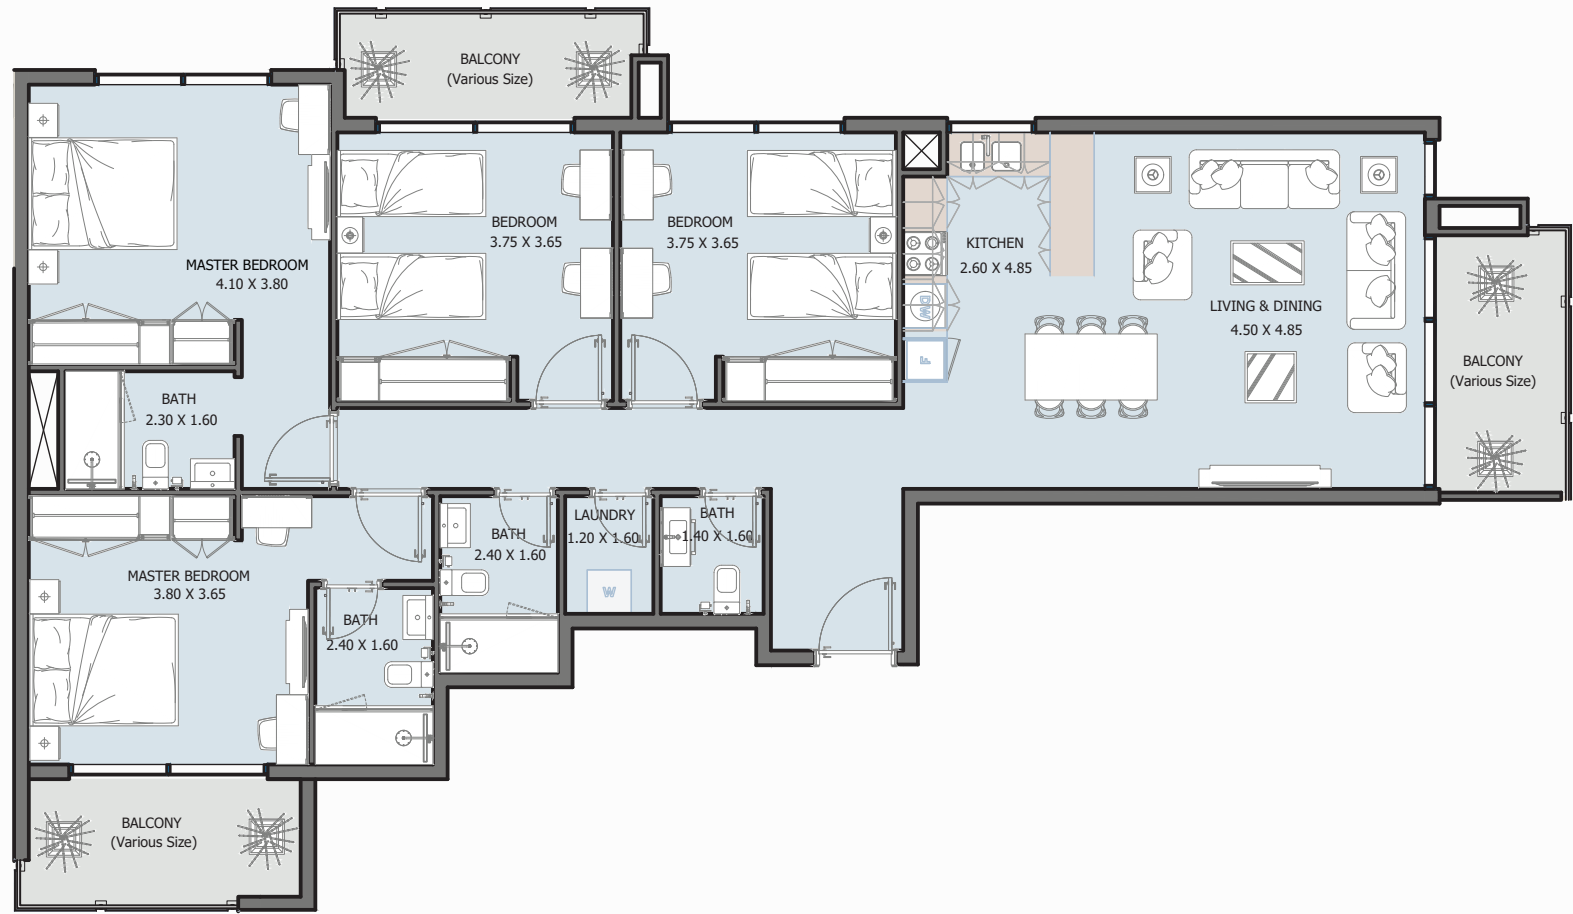 BALCONY
(Various Size)
MASTER BEDROOM
4.10 X 3.80
BEDROOM
3.75 X 3.65
BEDROOM
3.75 X 3.65
KITCHEN
2.60 X 4.85
DW
F
LIVING & DINING
4.50 X 4.85
BALCONY
(Various Size)
BATH
2.30 X 1.60
MASTER BEDROOM
3.80 X 3.65
BATH
2.40 X 1.60
BATH
2.40 X 1.60
LAUNDRY
1.20 X 1.60
W
BATH
1.40 X 1.60
BALCONY
(Various Size)